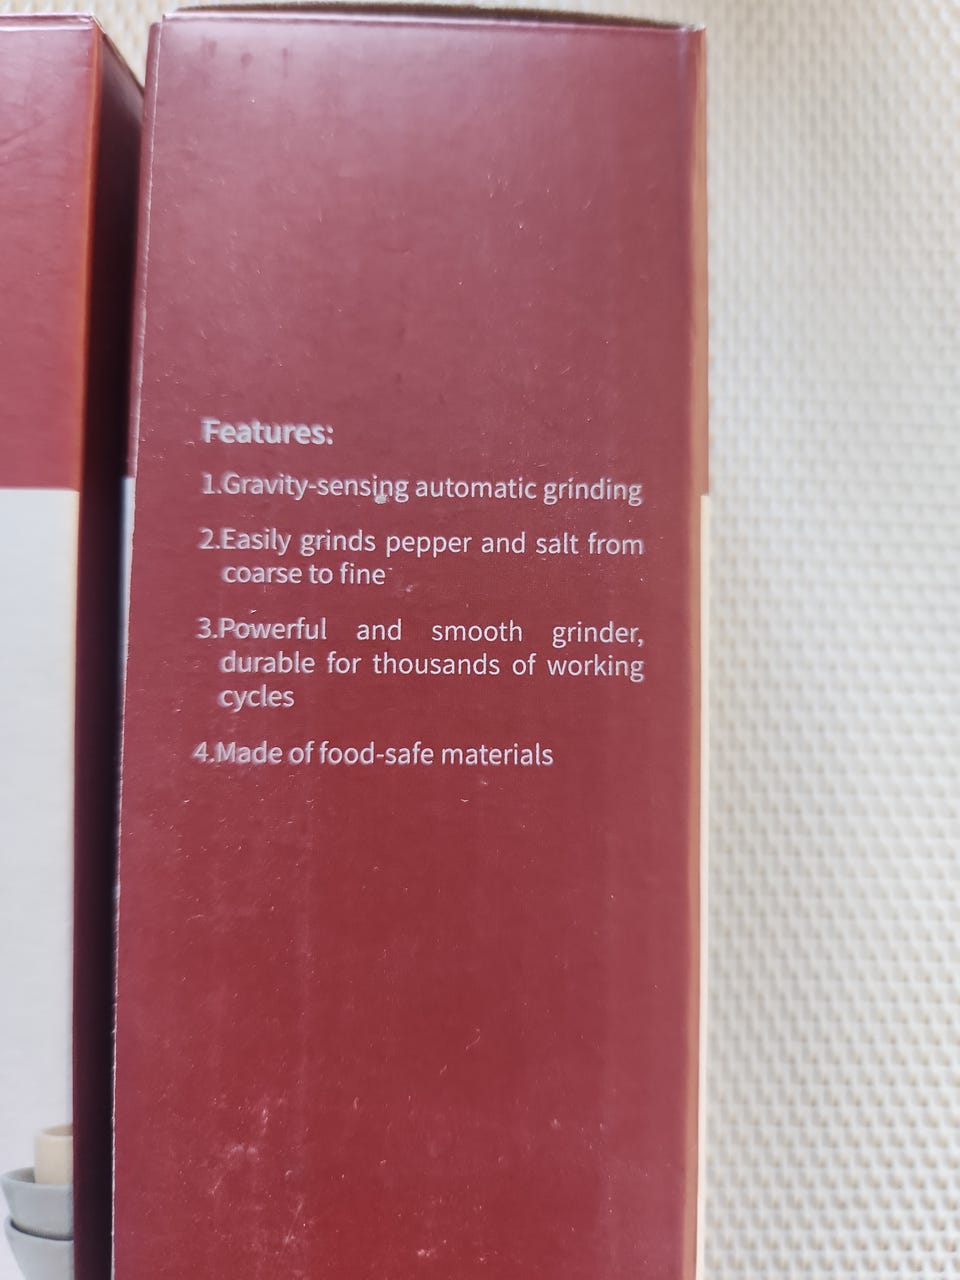 Features:
1.Gravity-sensing automatic grinding
2.Easily grinds pepper and salt from
coarse to fine
3.Powerful and smooth grinder,
durable for thousands of working
cycles
4.Made of food-safe materials